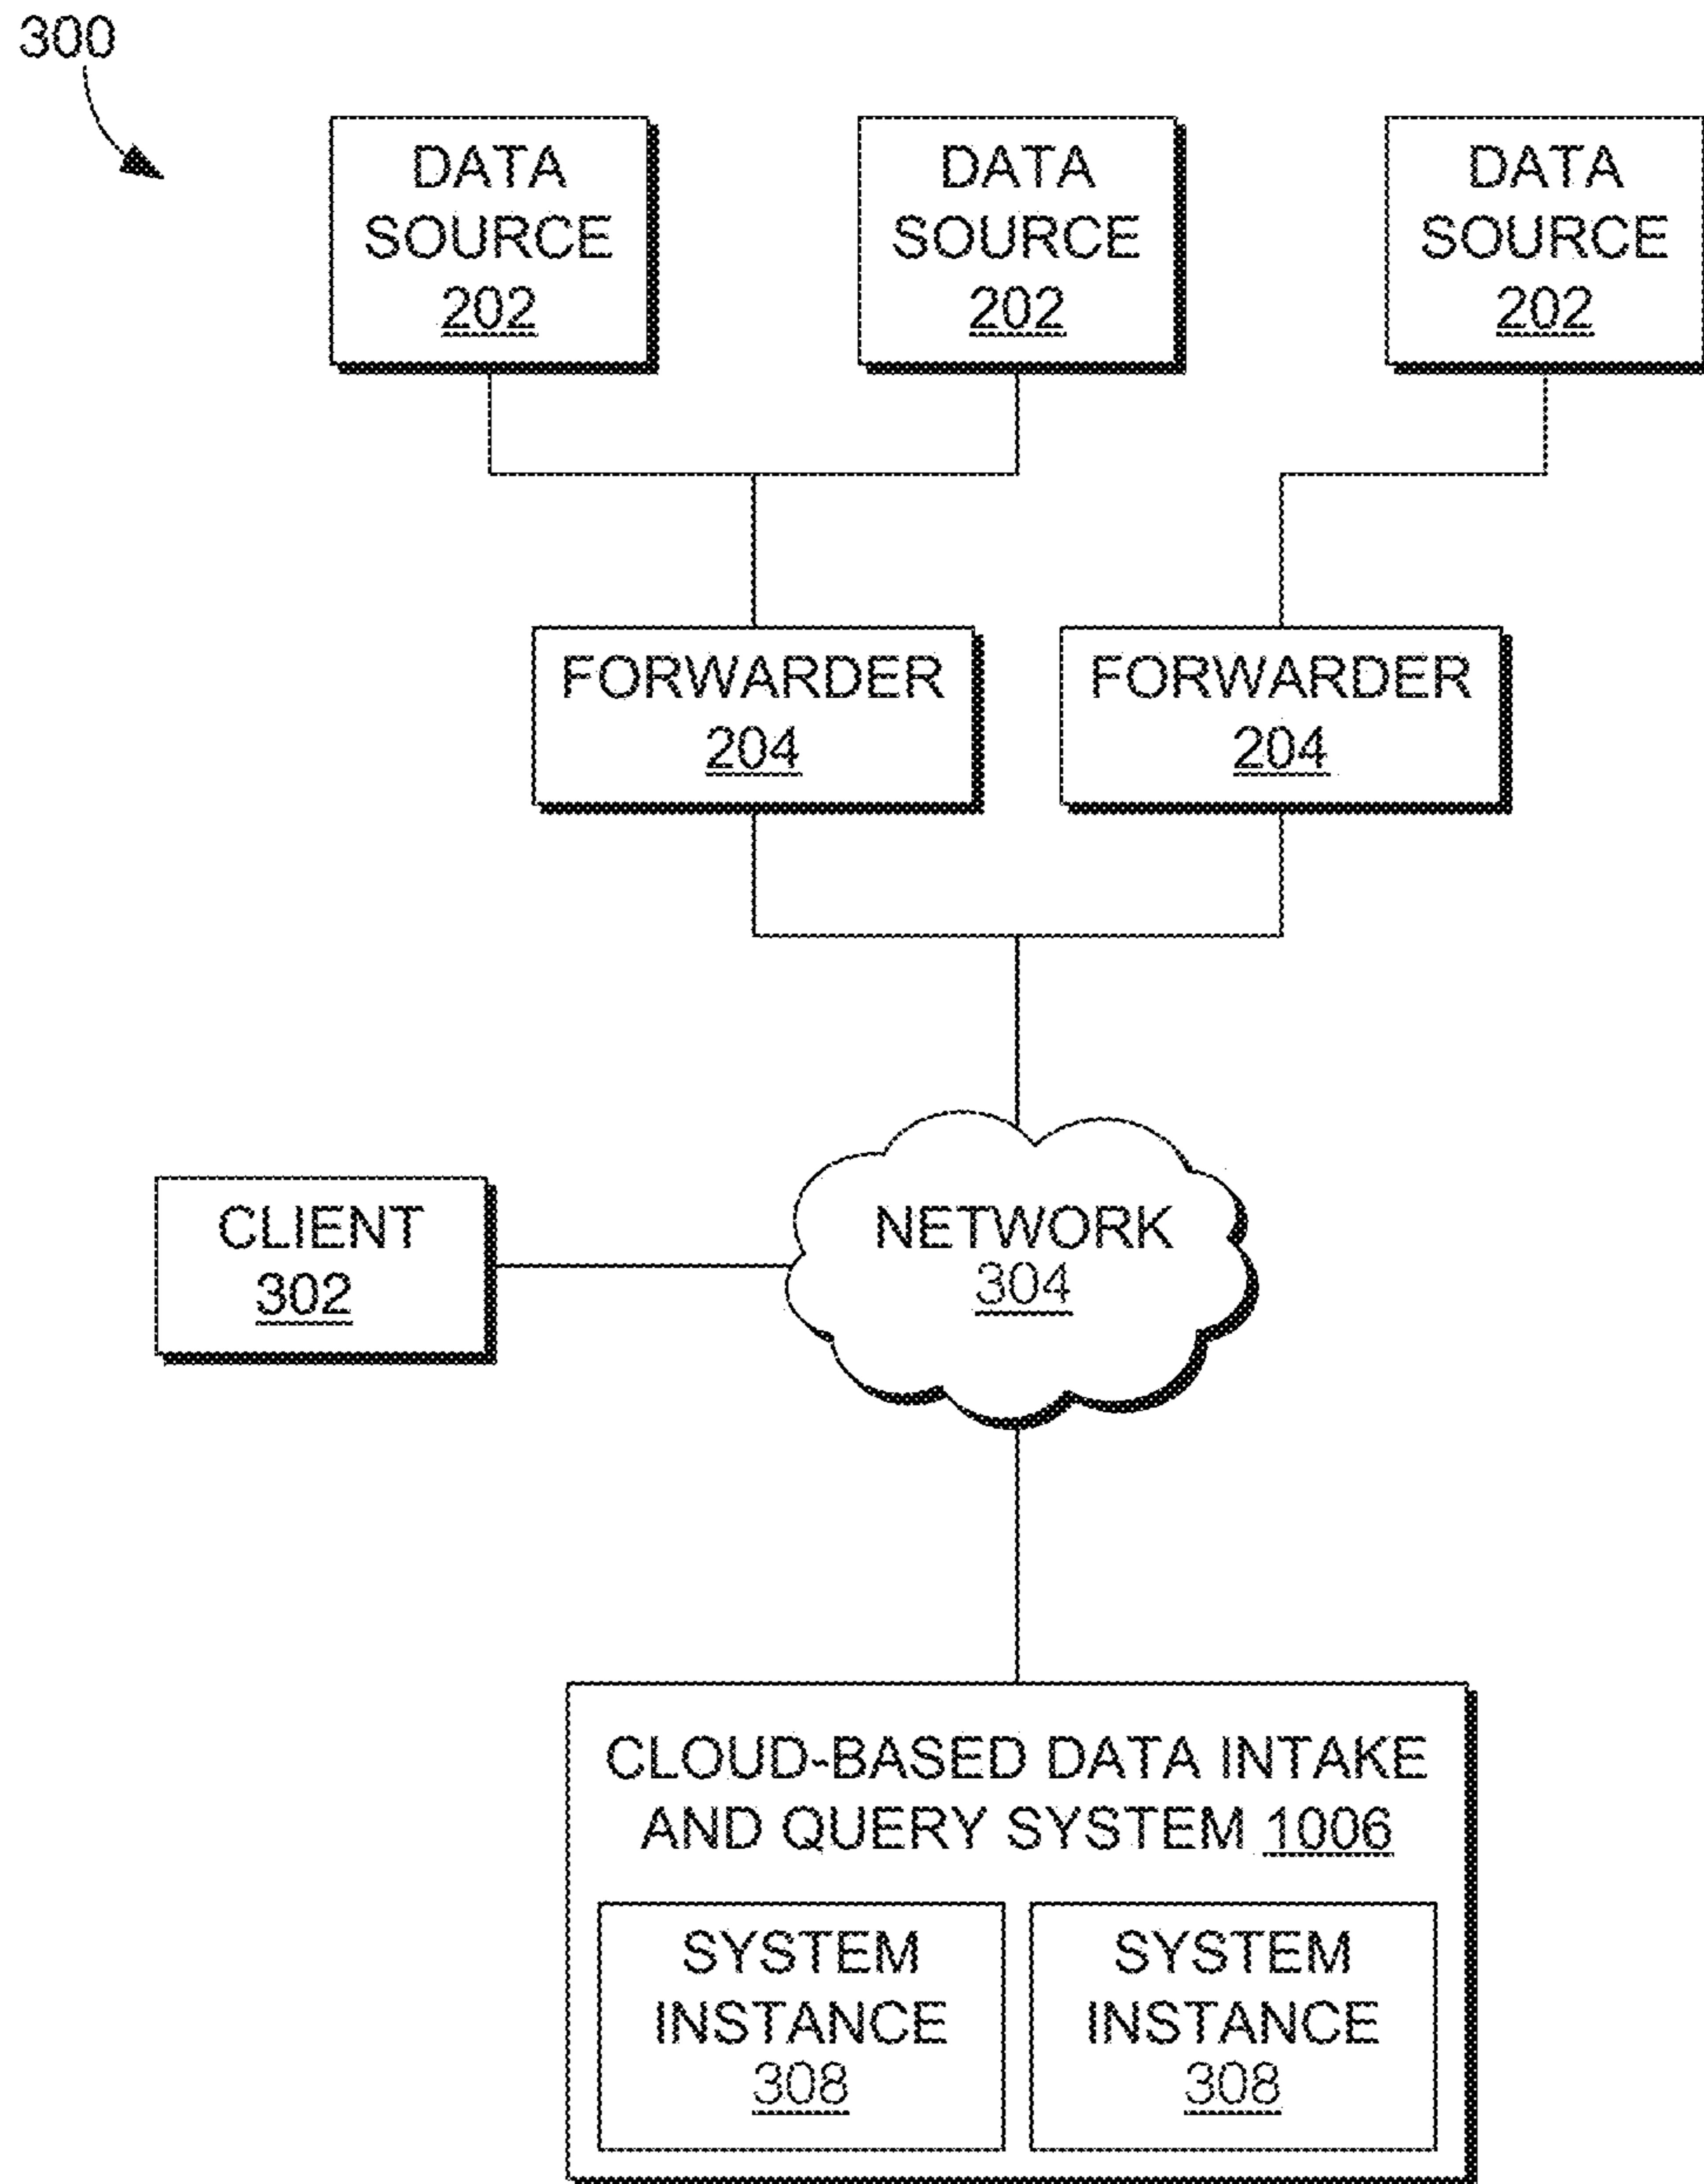 300
DATA
SOURCE
202
DATA
SOURCE
202
DATA
SOURCE
202
FORWARDER
204
FORWARDER
204
CLIENT
302
NETWORK
304
CLOUD-BASED DATA INTAKE
AND QUERY SYSTEM 1006
SYSTEM
INSTANCE
308
SYSTEM
INSTANCE
308